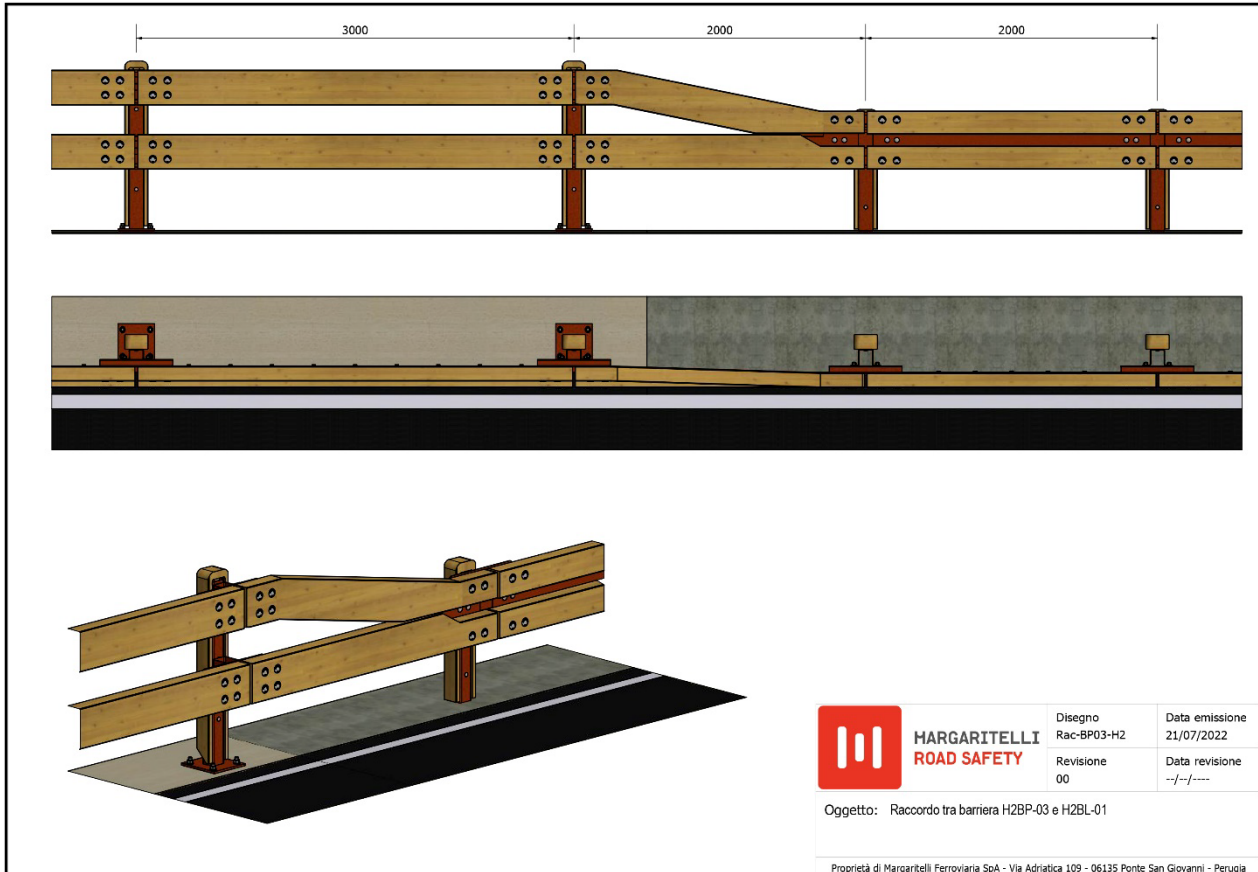 3000
2000
2000
MARGARITELLI
ROAD SAFETY
Disegno
Rac-BP03-H2
Data emissione
21/07/2022
Revisione
00
Data revisione
--/--/----
Oggetto: Raccordo tra barriera H2BP-03 e H2BL-01
Proprietà di Margaritelli Ferroviaria SpA - Via Adriatica 109 - 06135 Ponte San Giovanni - Perugia